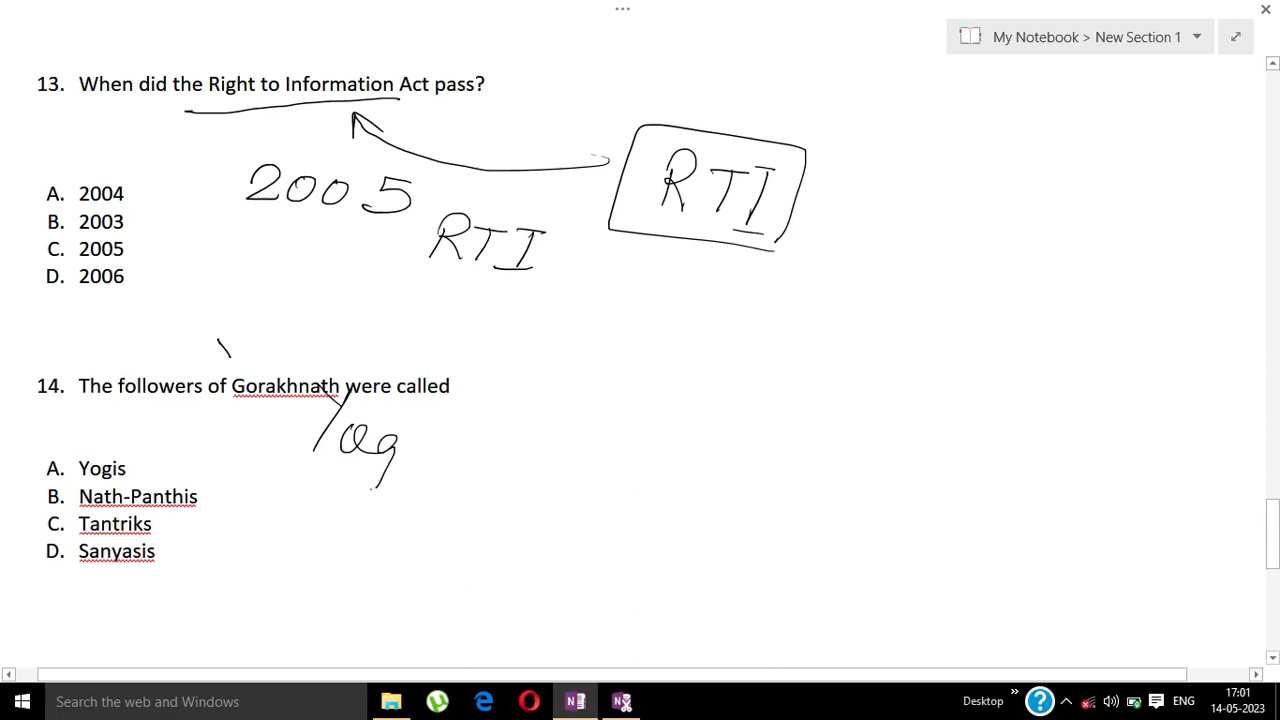 My Notebook > New Section 1
13. When did the Right to Information Act pass?
RTI
2005
A. 2004
B. 2003
RTI
C. 2005
D. 2006
14. The followers of Gorakhnath were called
Yog
A. Yogis
B. Nath-Panthis
C. Tantriks
D. Sanyasis
Search the web and Windows
Desktop
ENG
17:01
14-05-2023